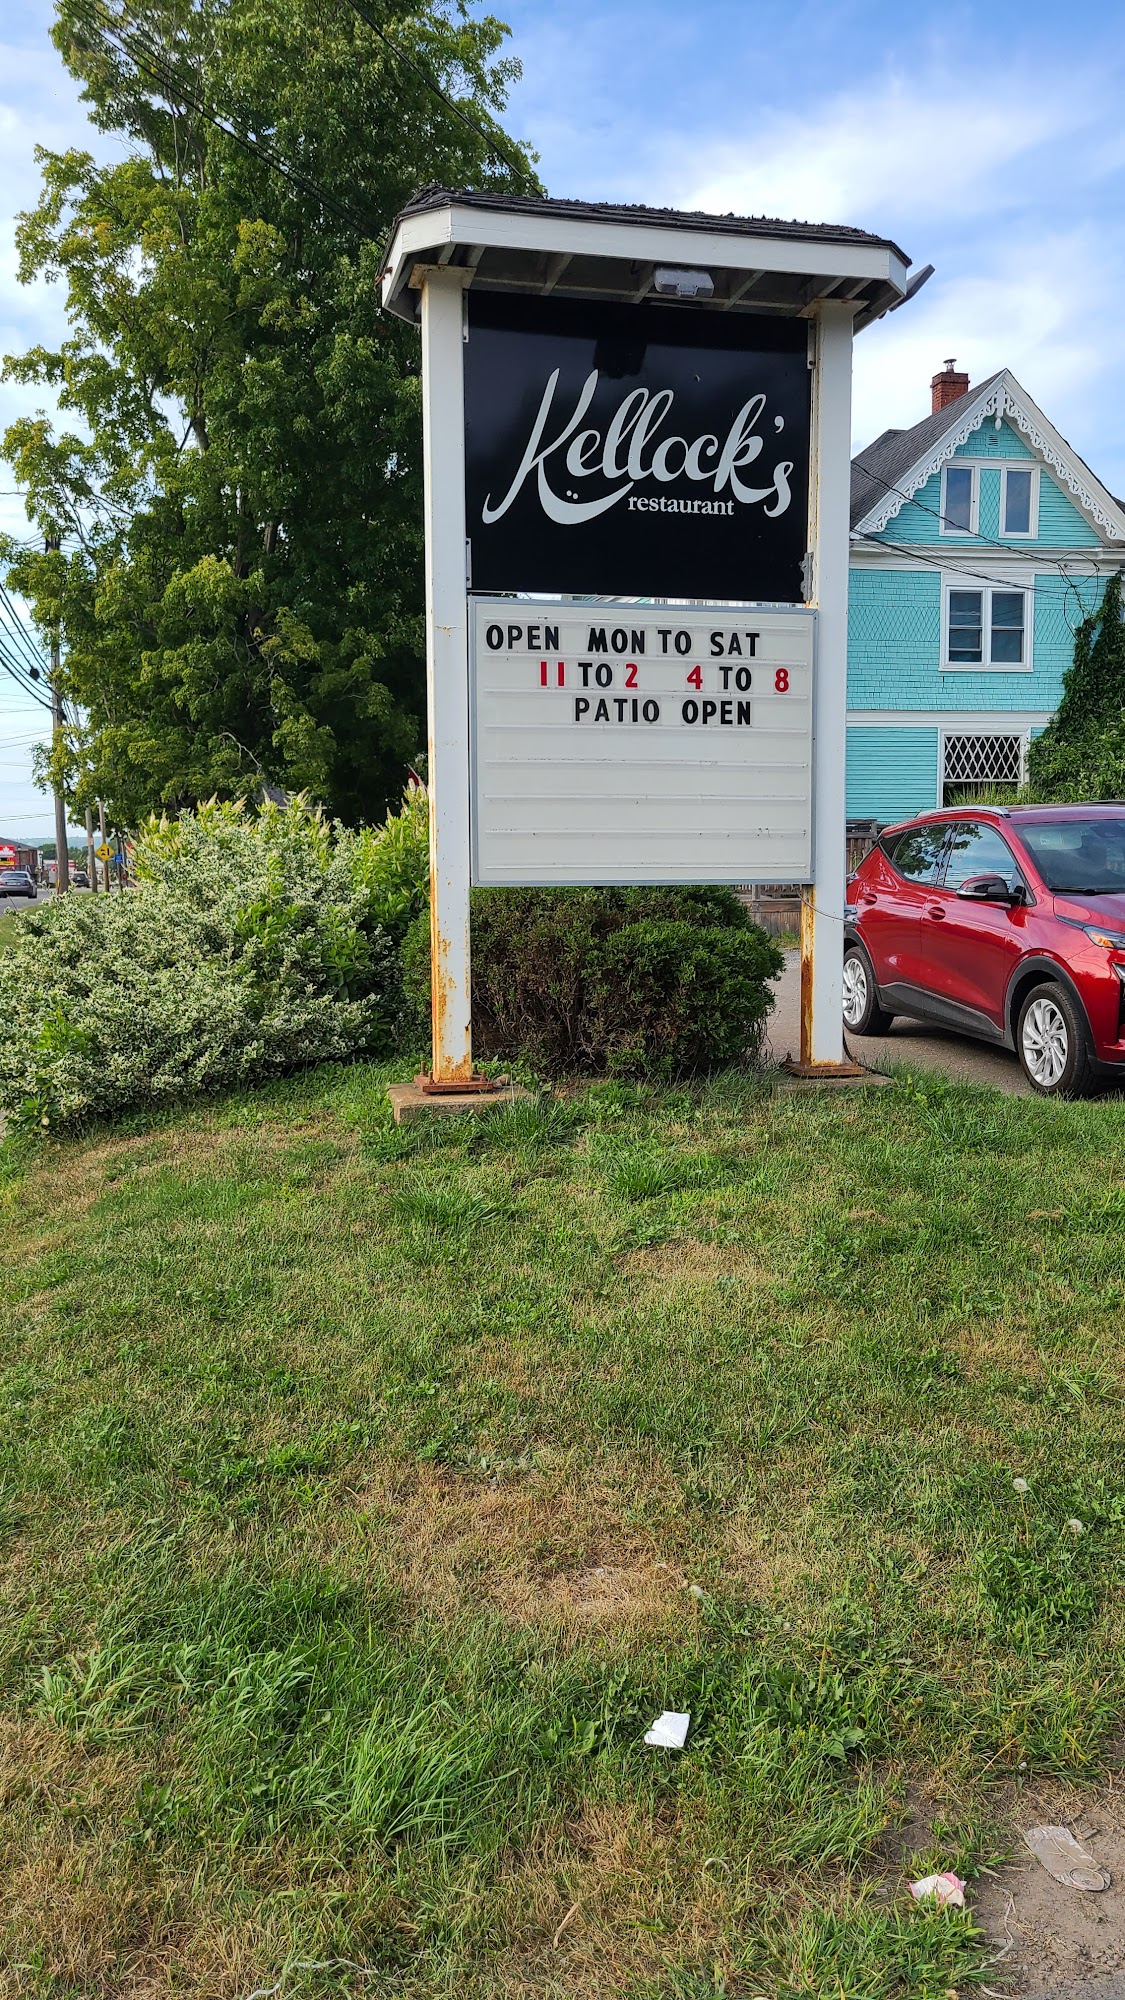 Kellock's
restaurant
OPEN MON TO SAT
11 TO 2 4 TO 8
PATIO OPEN